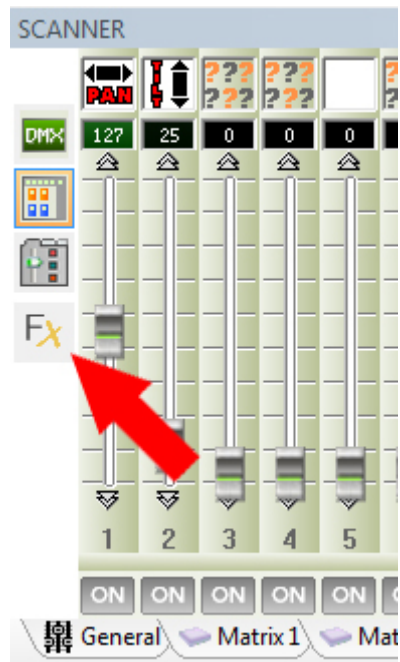 SCANNER
PAN ??? ???
??? ???
DMX 127 25 0 0 0
Fx
1 2 3 4 5
ON ON ON ON ON
General Matrix 1 Mat